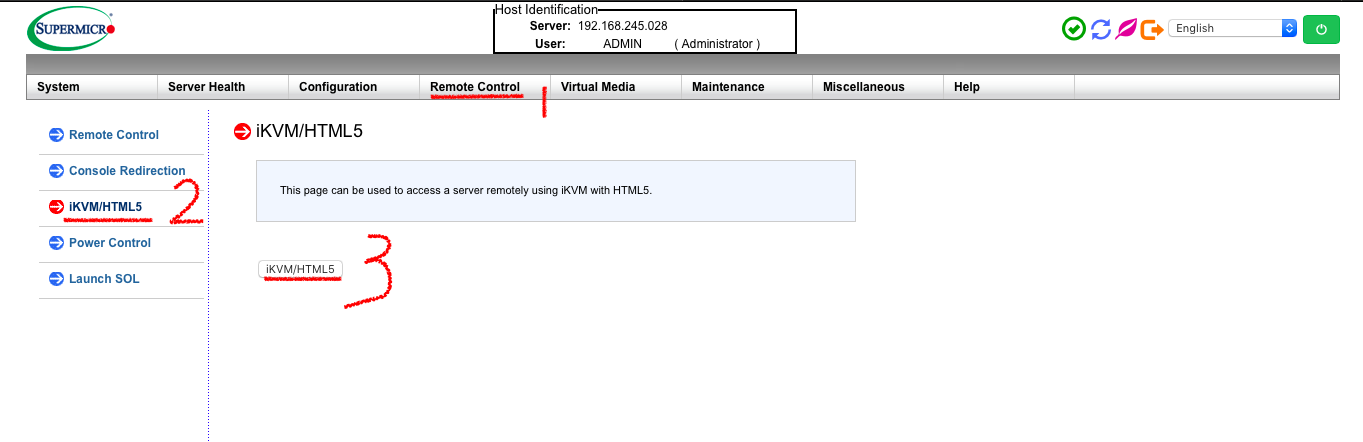 Host Identification
SUPERMICRO
Server: 192.168.245.028
User: ADMIN ( Administrator )
English
System Server Health Configuration Remote Control Virtual Media Maintenance Miscellaneous Help
1
Remote Control
Console Redirection
iKVM/HTML5
2
Power Control
Launch SOL
iKVM/HTML5
This page can be used to access a server remotely using iKVM with HTML5.
iKVM/HTML5
3